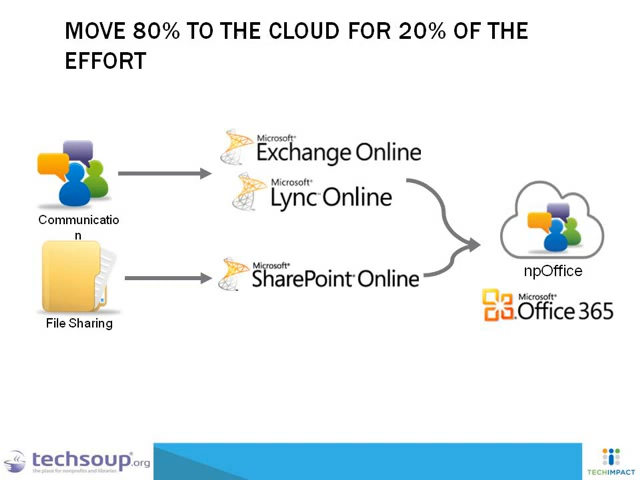 MOVE 80% TO THE CLOUD FOR 20% OF THE
EFFORT
Communicatio
n
Microsoft®
Exchange Online
Microsoft®
Lync™ Online
File Sharing
Microsoft®
SharePoint® Online
npOffice
Microsoft®
Office 365
techsoup.org
the place for nonprofits and libraries
TECHIMPACT